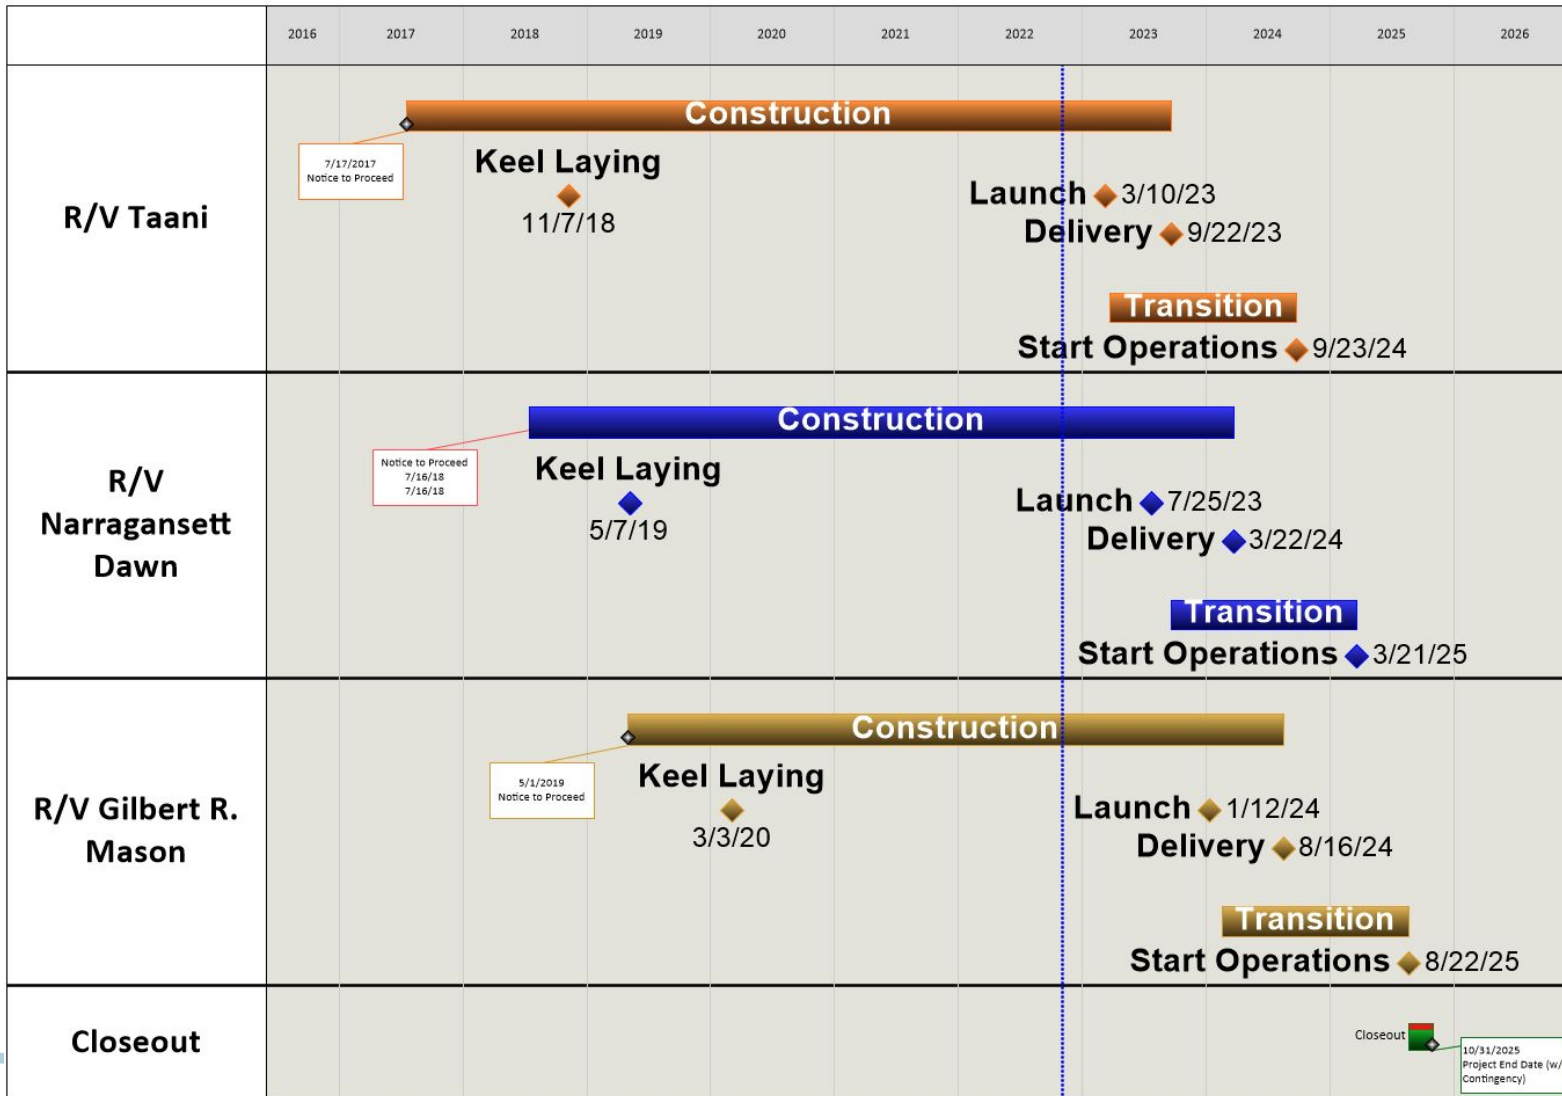 2016 2017 2018 2019 2020 2021 2022 2023 2024 2025 2026
R/V Taani
Construction
7/17/2017
Notice to Proceed
Keel Laying
11/7/18
Launch 3/10/23
Delivery 9/22/23
Transition
Start Operations 9/23/24
R/V
Narragansett
Dawn
Construction
Notice to Proceed
7/16/18
7/16/18
Keel Laying
5/7/19
Launch 7/25/23
Delivery 3/22/24
Transition
Start Operations 3/21/25
R/V Gilbert R.
Mason
Construction
5/1/2019
Notice to Proceed
Keel Laying
3/3/20
Launch 1/12/24
Delivery 8/16/24
Transition
Start Operations 8/22/25
Closeout
Closeout
10/31/2025
Project End Date (w/
Contingency)